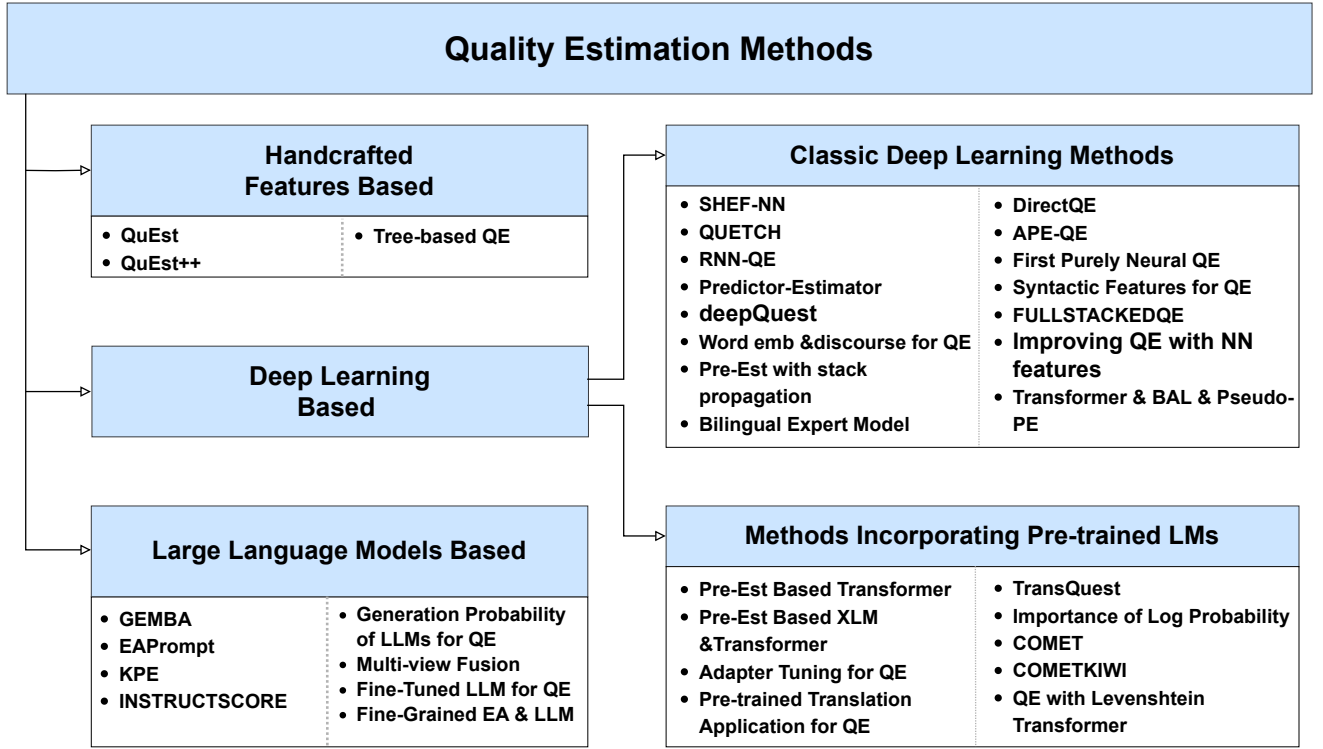 Quality Estimation Methods
Handcrafted
Features Based
• QuEst
• QuEst++
• Tree-based QE
Deep Learning
Based
Large Language Models Based
• GEMBA
• EAPrompt
• KPE
• INSTRUCTSCORE
• Generation Probability
of LLMs for QE
• Multi-view Fusion
• Fine-Tuned LLM for QE
• Fine-Grained EA & LLM
Classic Deep Learning Methods
• SHEF-NN
• QUETCH
• RNN-QE
• Predictor-Estimator
• deepQuest
• Word emb &discourse for QE
• Pre-Est with stack
propagation
• Bilingual Expert Model
• DirectQE
• APE-QE
• First Purely Neural QE
• Syntactic Features for QE
• FULLSTACKEDQE
• Improving QE with NN
features
• Transformer & BAL & Pseudo-
PE
Methods Incorporating Pre-trained LMs
• Pre-Est Based Transformer
• Pre-Est Based XLM
&Transformer
• Adapter Tuning for QE
• Pre-trained Translation
Application for QE
• TransQuest
• Importance of Log Probability
• COMET
• COMETKIWI
• QE with Levenshtein
Transformer